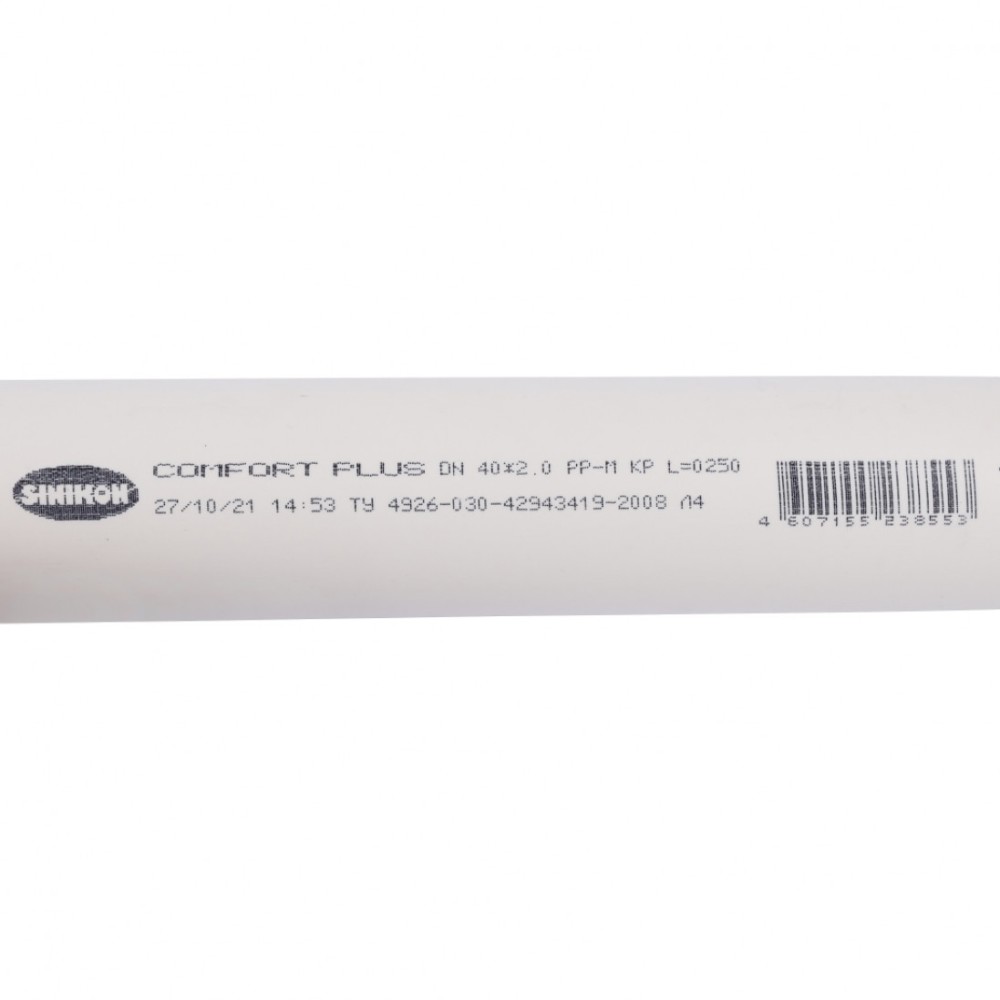 SINIKON
COMFORT PLUS DN 40*2.0 PP-M KP L=0250
27/10/21 14:53 ТУ 4926-030-42943419-2008 Л4
4 607155 238553